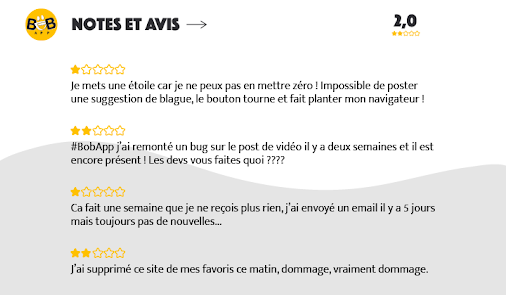 BOB
APP
NOTES ET AVIS
2,0
Je mets une étoile car je ne peux pas en mettre zéro ! Impossible de poster
une suggestion de blague, le bouton tourne et fait planter mon navigateur !
#BobApp j'ai remonté un bug sur le post de vidéo il y a deux semaines et il est
encore présent ! Les devs vous faites quoi ????
Ca fait une semaine que je ne reçois plus rien, j'ai envoyé un email il y a 5 jours
mais toujours pas de nouvelles...
J'ai supprimé ce site de mes favoris ce matin, dommage, vraiment dommage.